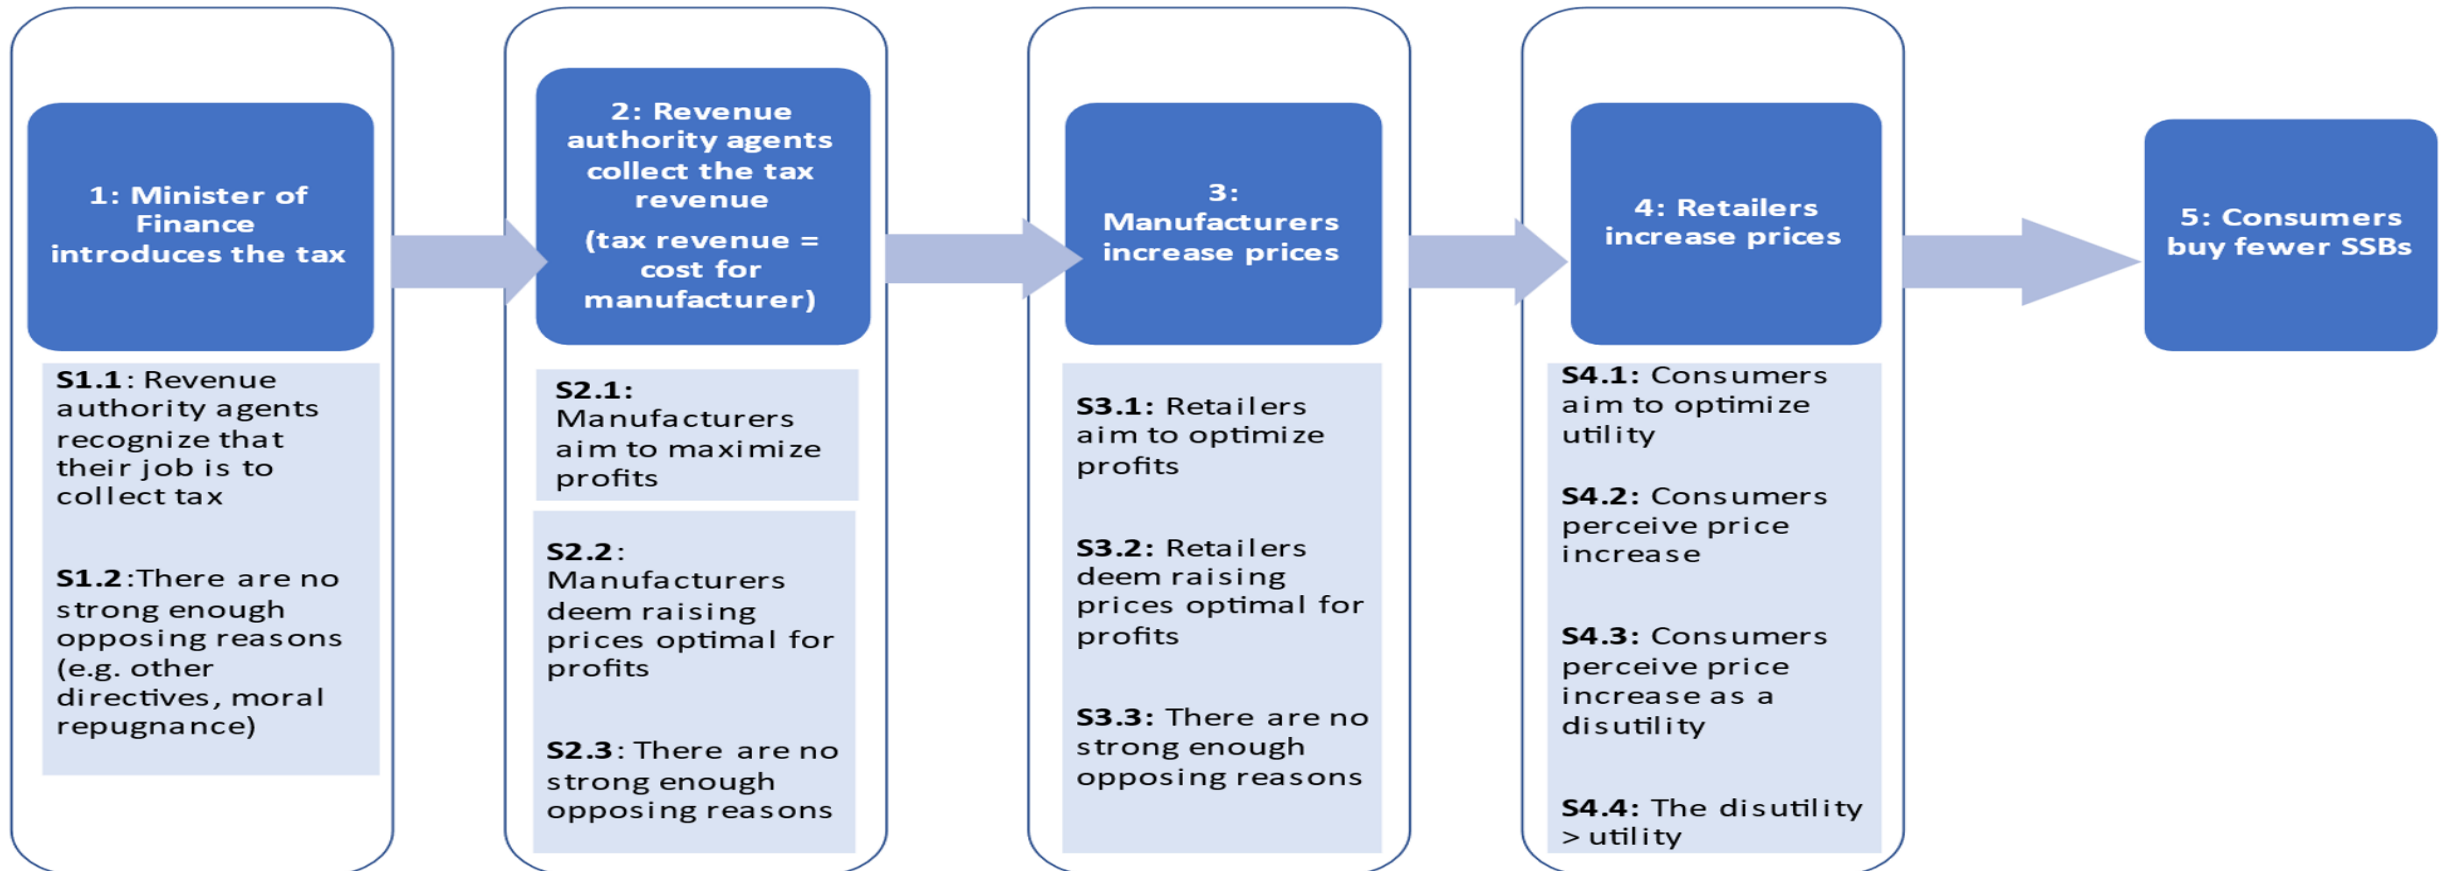 1: Minister of
Finance
introduces the tax
S1.1: Revenue
authority agents
recognize that
their job is to
collect tax
S1.2:There are no
strong enough
opposing reasons
(e.g. other
directives, moral
repugnance)
2: Revenue
authority agents
collect the tax
revenue
(tax revenue =
cost for
manufacturer)
S2.1:
Manufacturers
aim to maximize
profits
S2.2:
Manufacturers
deem raising
prices optimal for
profits
S2.3: There are no
strong enough
opposing reasons
3:
Manufacturers
increase prices
S3.1: Retailers
aim to optimize
profits
S3.2: Retailers
deem raising
prices optimal for
profits
S3.3: There are no
strong enough
opposing reasons
4: Retailers
increase prices
S4.1: Consumers
aim to optimize
utility
S4.2: Consumers
perceive price
increase
S4.3: Consumers
perceive price
increase as a
disutility
S4.4: The disutility
> utility
5: Consumers
buy fewer SSBs